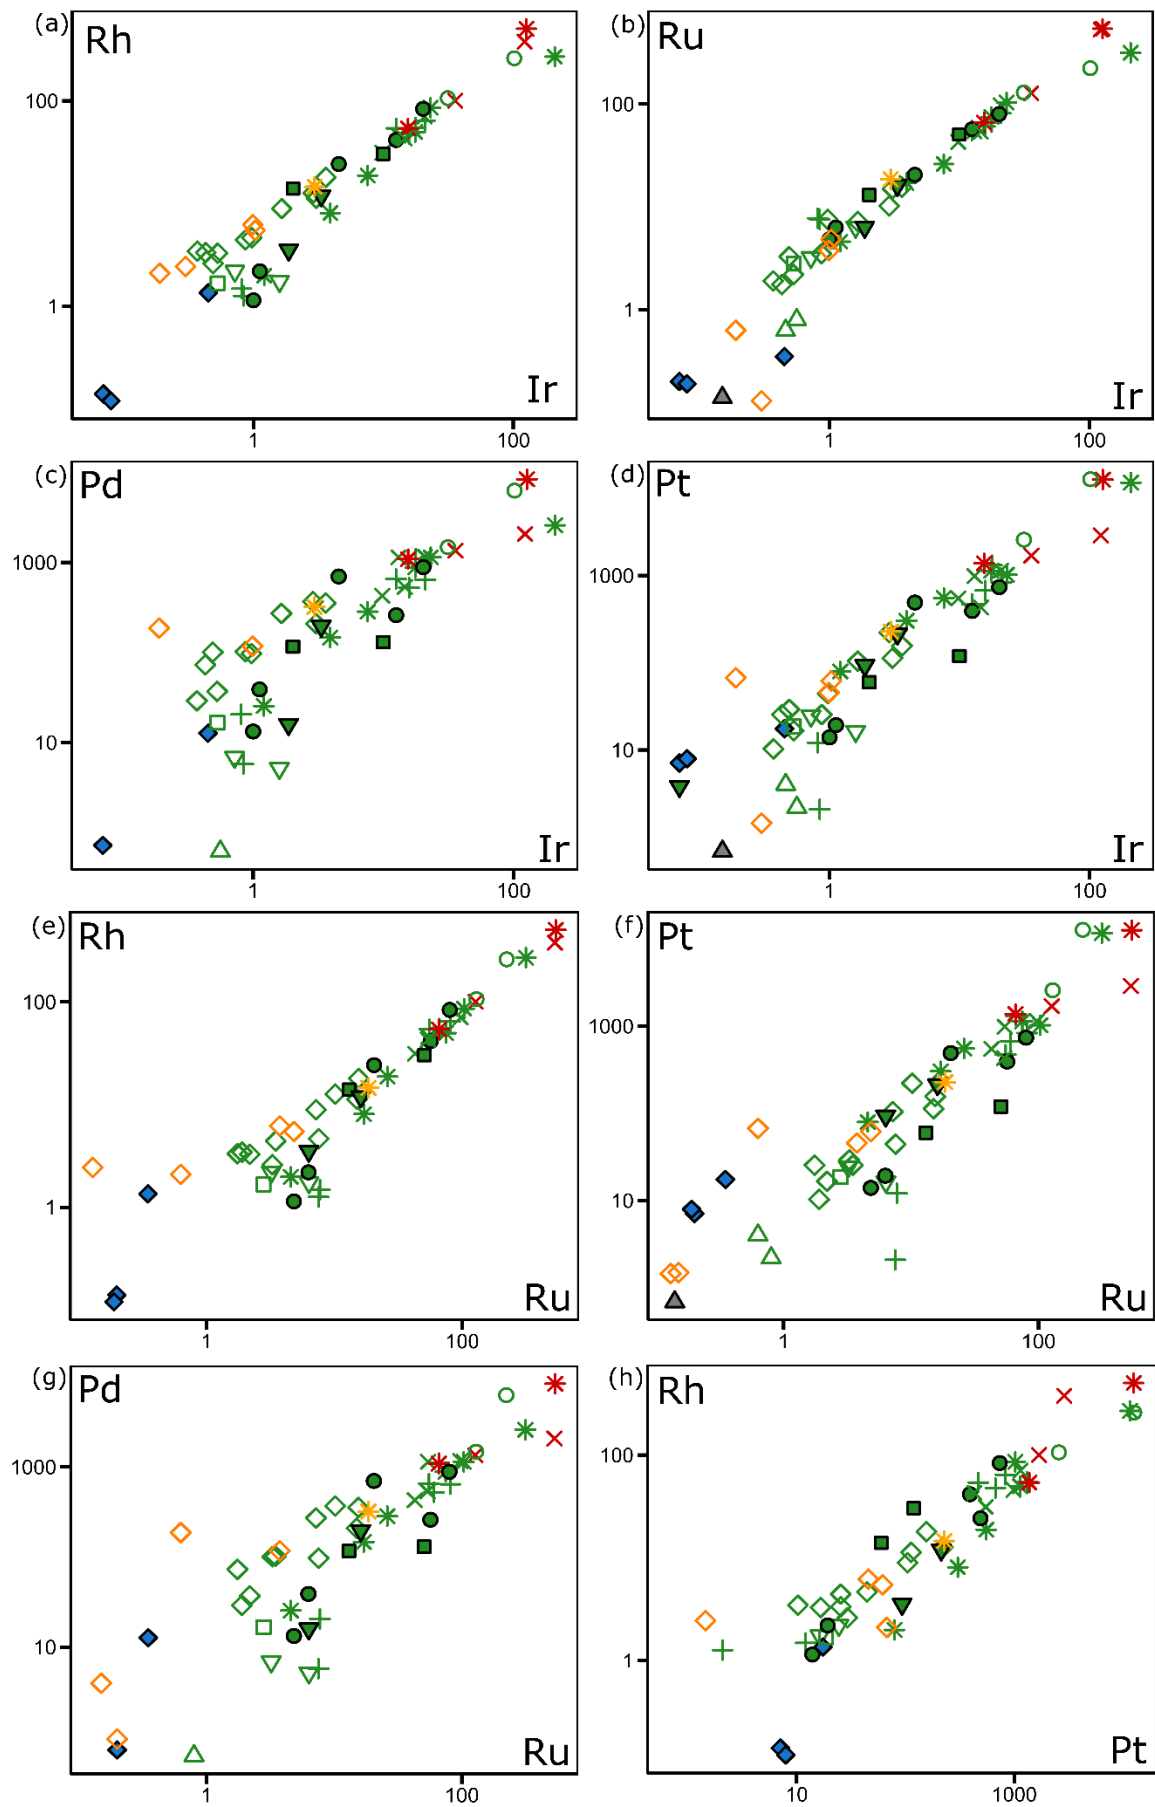 (a) Rh (b) Ru
100 100
1 1
Ir Ir
1 100 1 100
(c) Pd (d) Pt
1000 1000
10 10
Ir Ir
1 100 1 100
(e) Rh (f) Pt
100 1000
1 10
Ru Ru
1 100 1 100
(g) Pd (h) Rh
1000 100
10 1
Ru Pt
1 100 10 1000